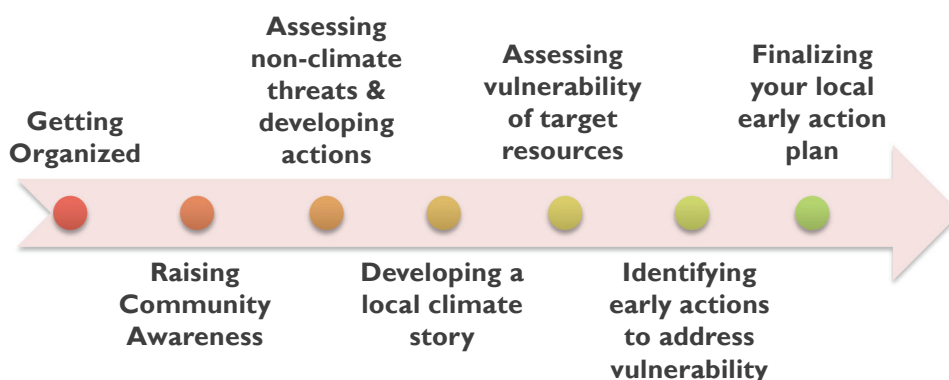 Getting
Organized
Raising
Community
Awareness
Assessing
non-climate
threats &
developing
actions
Developing a
local climate
story
Assessing
vulnerability
of target
resources
Identifying
early actions
to address
vulnerability
Finalizing
your local
early action
plan